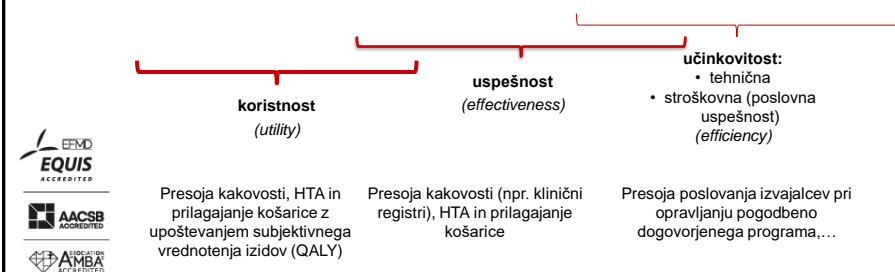 učinkovitost:
• tehnična
• stroškovna (poslovna
uspešnost)
(efficiency)
uspešnost
(effectiveness)
koristnost
(utility)
EFMD
EQUIS
ACCREDITED
AACSB
ACCREDITED
ASSOCIATION
AMBA
ACCREDITED
Presoja kakovosti, HTA in
prilagajanje košarice z
upoštevanjem subjektivnega
vrednotenja izidov (QALY)
Presoja kakovosti (npr. klinični
registri), HTA in prilagajanje
košarice
Presoja poslovanja izvajalcev pri
opravljanju pogodbeno
dogovorjenega programa,…